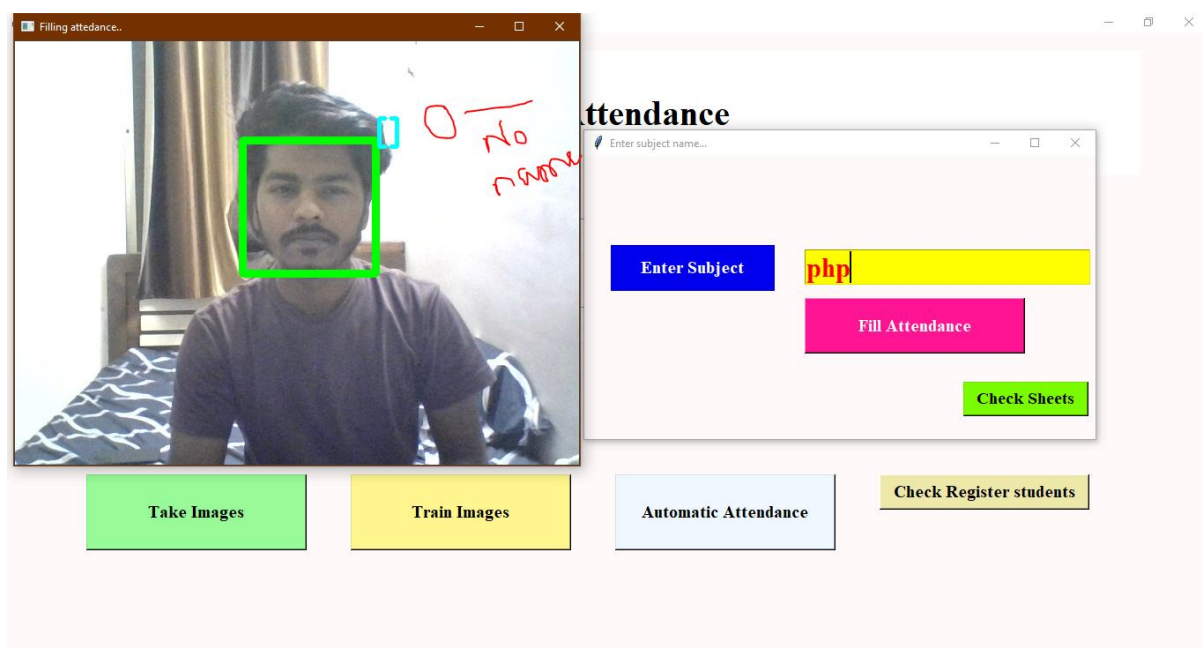 Filling attedance..
ttendance
[]
O —
No
name
Enter subject name...
Enter Subject
php
Fill Attendance
Check Sheets
Take Images
Train Images
Automatic Attendance
Check Register students